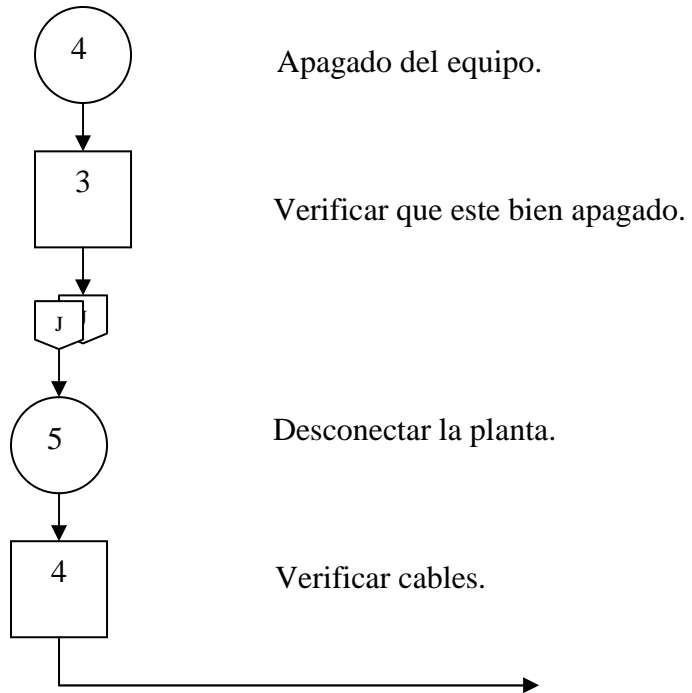 4
Apagado del equipo.
3
Verificar que este bien apagado.
J
5
Desconectar la planta.
4
Verificar cables.